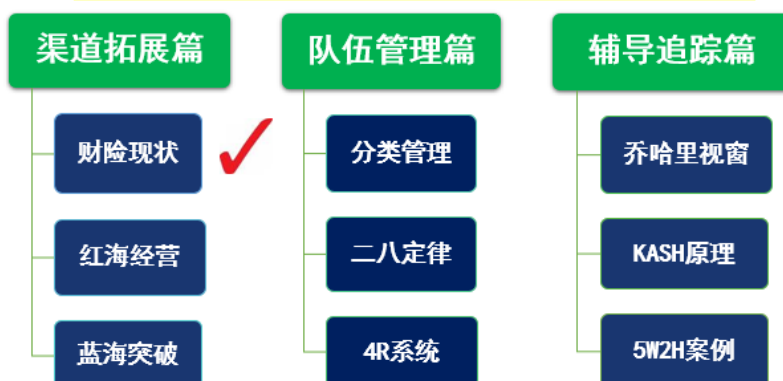 渠道拓展篇
财险现状
红海经营
蓝海突破
队伍管理篇
分类管理
二八定律
4R系统
辅导追踪篇
乔哈里视窗
KASH原理
5W2H案例